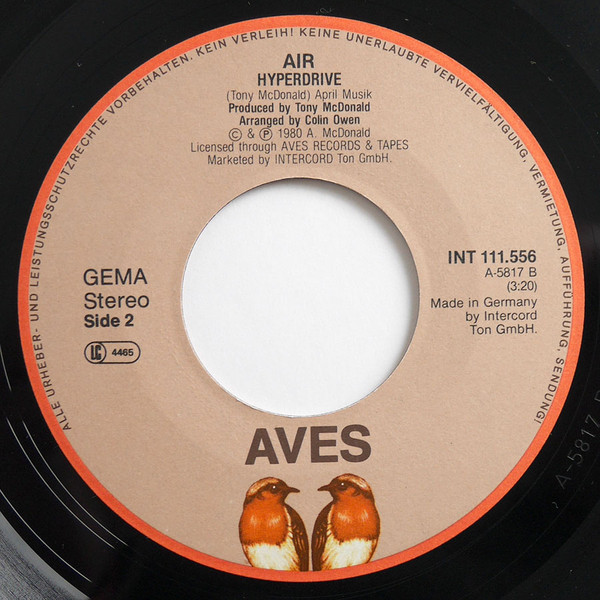 ALLE URHEBER- UND LEISTUNGSSCHUTZRECHTE VORBEHALTEN. KEIN VERLEIH! KEINE UNERLAUBTE VERVIELFÄLTIGUNG, VERMIETUNG, AUFFÜHRUNG, SENDUNG!
AIR
HYPERDRIVE
(Tony McDonald) April Musik
Produced by Tony McDonald
Arranged by Colin Owen
© & ℗ 1980 A. McDonald
Licensed through AVES RECORDS & TAPES
Marketed by INTERCORD Ton GmbH.
GEMA
Stereo
Side 2
LC 4465
INT 111.556
A-5817 B
(3:20)
Made in Germany
by Intercord
Ton GmbH.
AVES
A-5817 B